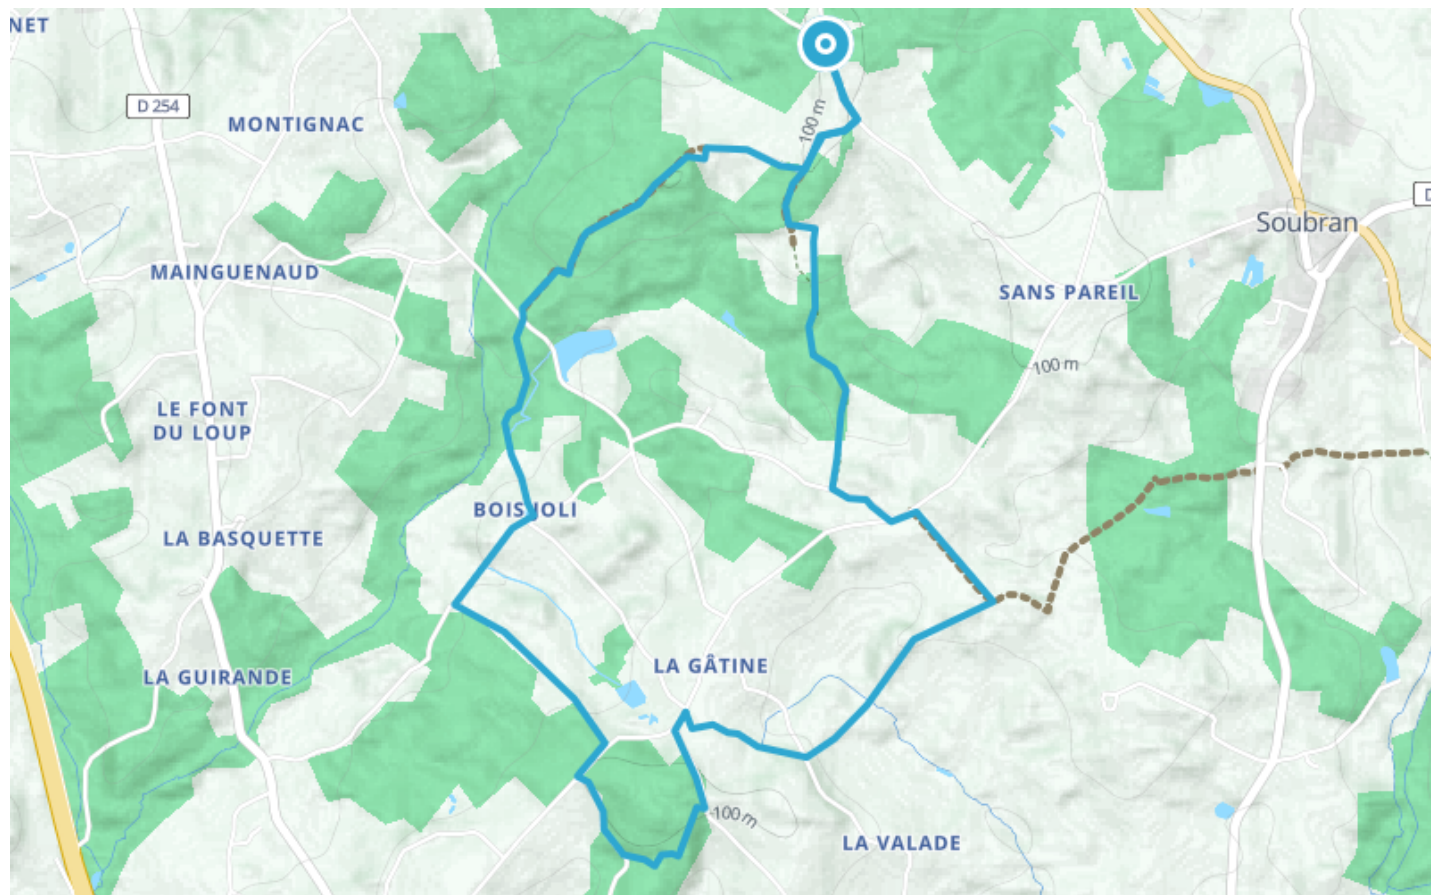 NET
D 254
MONTIGNAC
100 m
D
Soubran
MAINGUENAUD
SANS PAREIL
100 m
LE FONT
DU LOUP
BOIS JOLI
LA BASQUETTE
LA GÂTINE
LA GUIRANDE
100 m
LA VALADE